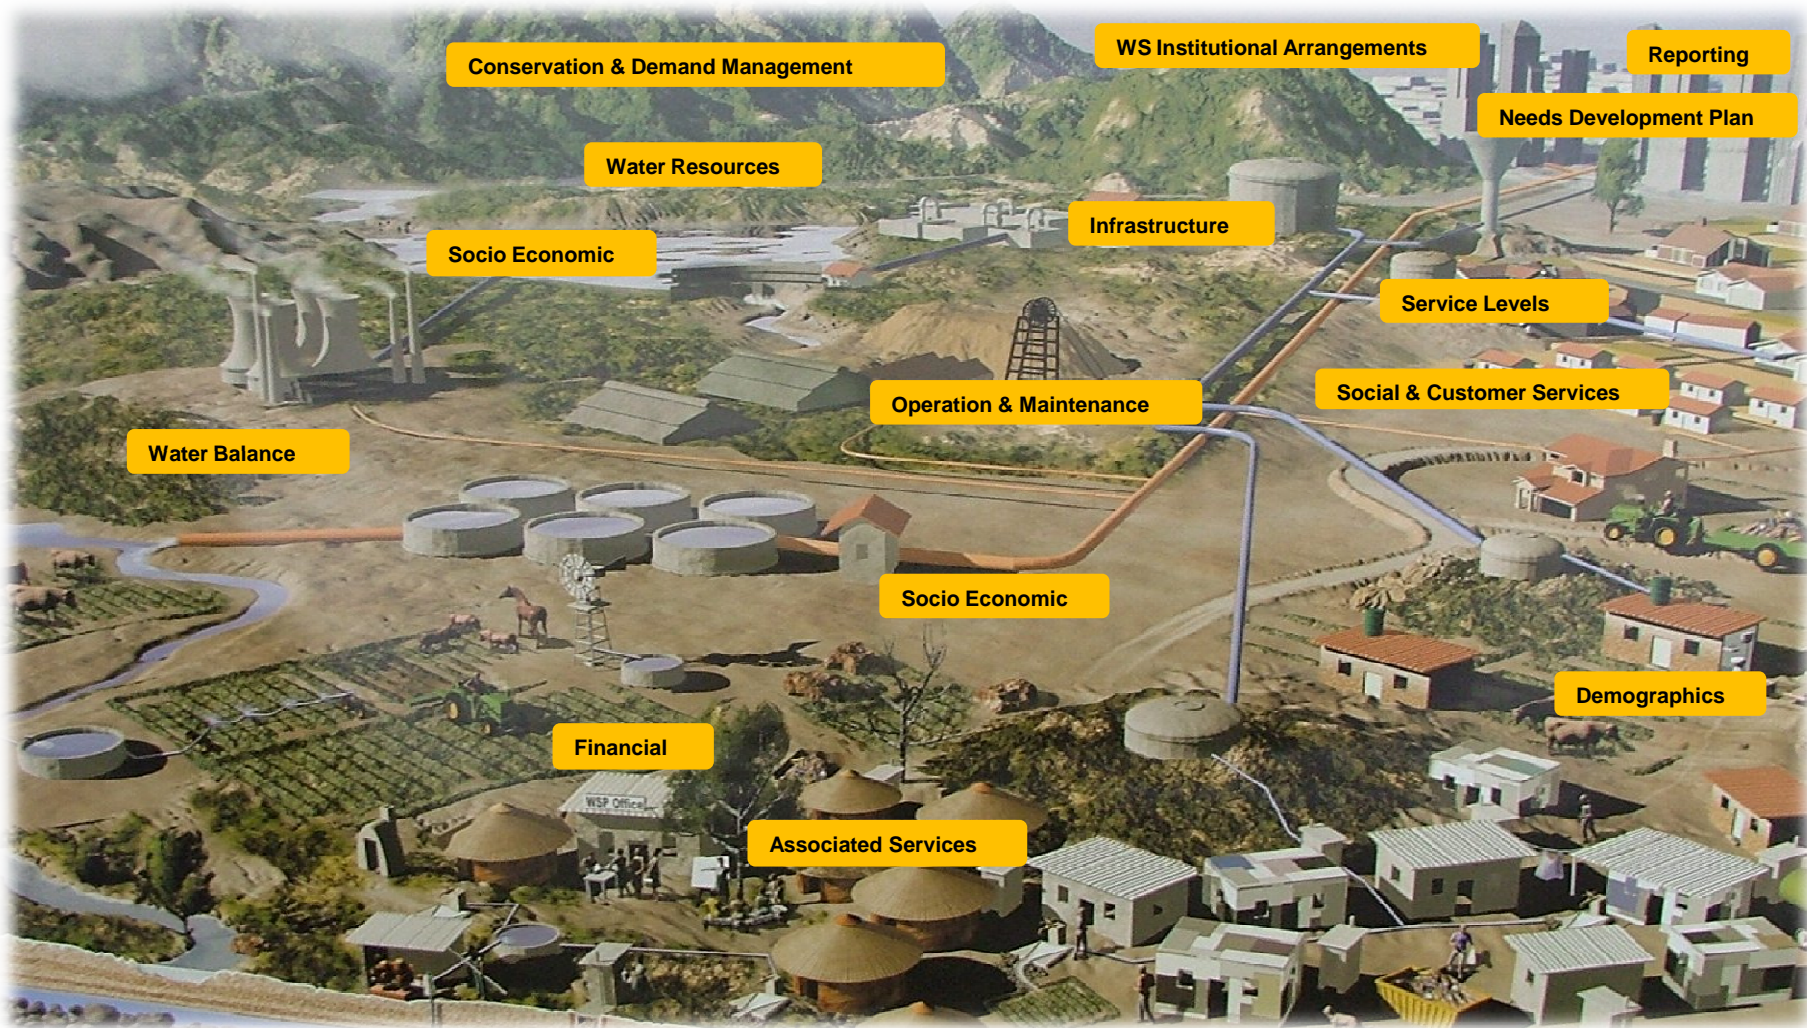 WS Institutional Arrangements
Reporting
Conservation & Demand Management
Needs Development Plan
Water Resources
Infrastructure
Socio Economic
Service Levels
Social & Customer Services
Operation & Maintenance
Water Balance
Socio Economic
Demographics
Financial
WSP Office
Associated Services